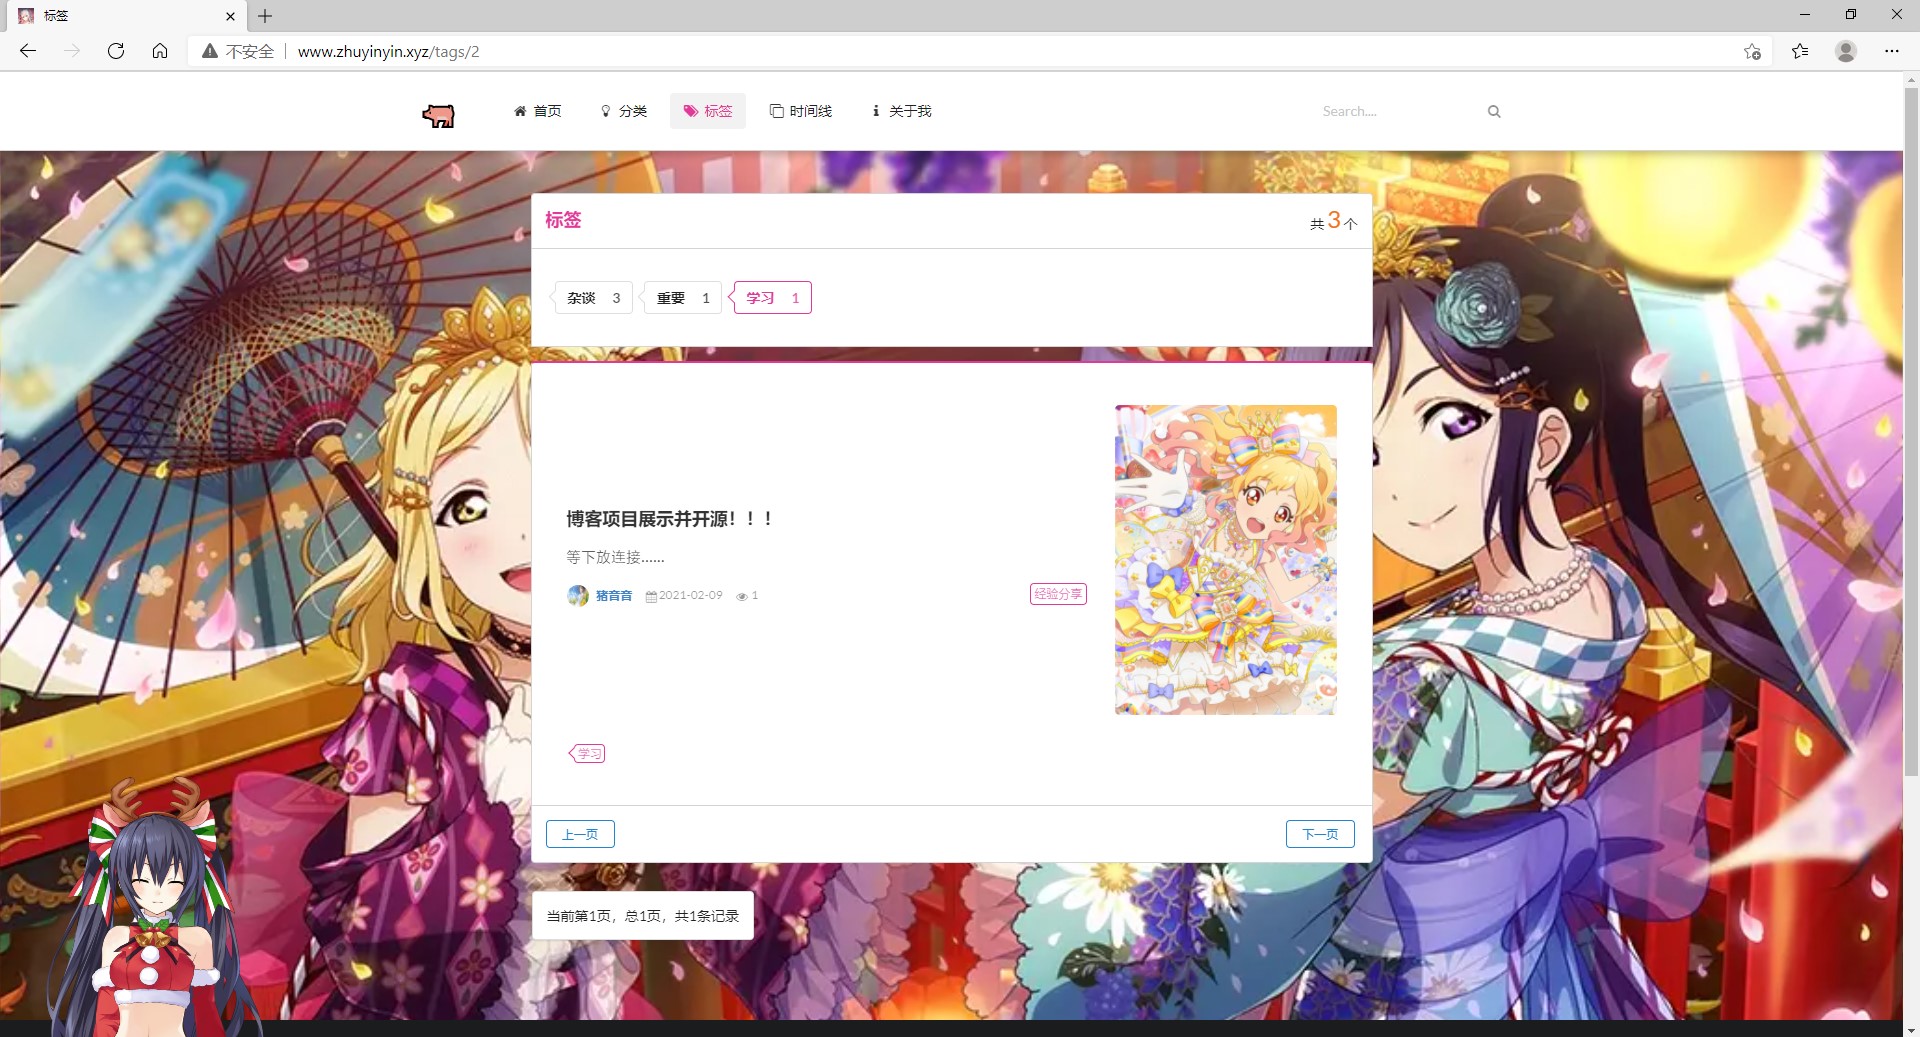 标签
不安全 www.zhuyinyin.xyz/tags/2
首页 分类 标签 时间线 关于我 Search....
标签 共3个
杂谈 3 重要 1 学习 1
博客项目展示并开源！！！
等下放连接......
猪音音 2021-02-09 1 经验分享
学习
上一页 下一页
当前第1页，总1页，共1条记录